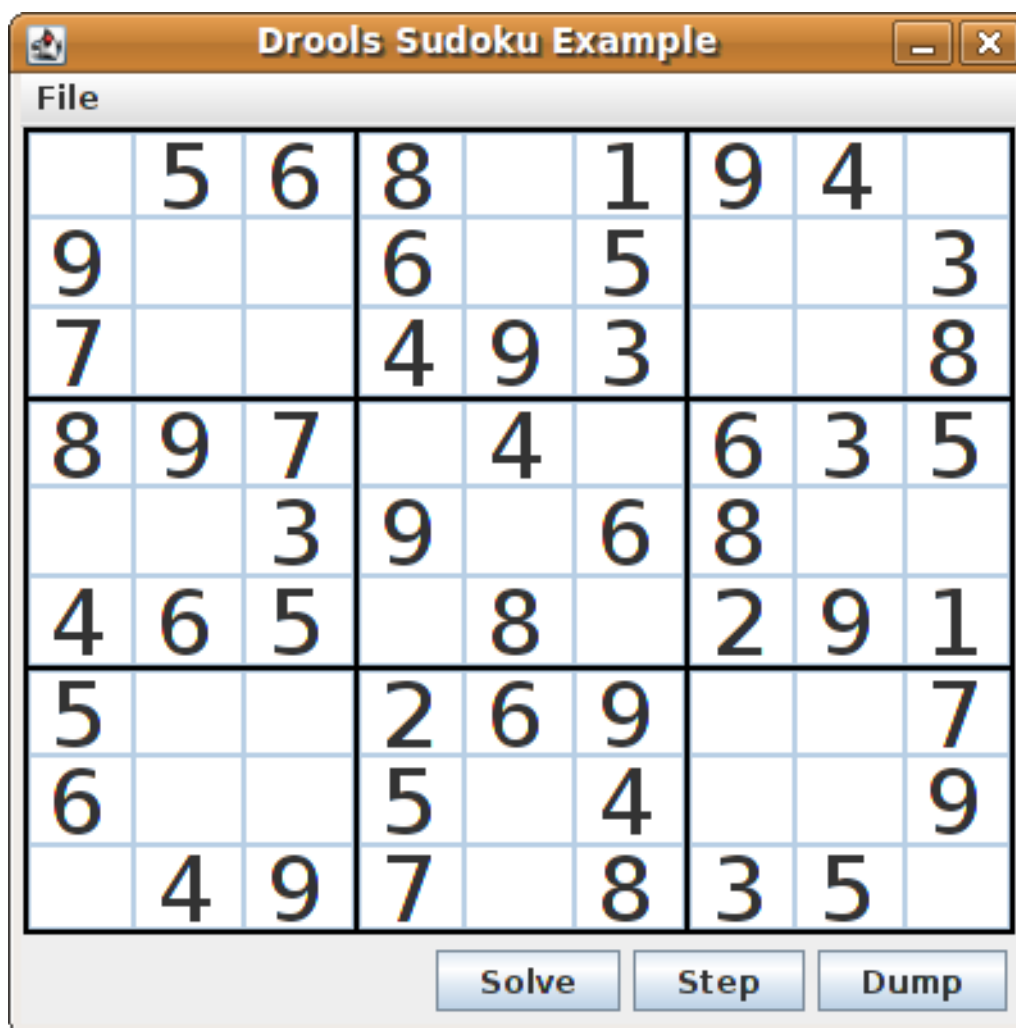 Drools Sudoku Example
File
5 6 8 1 9 4
9 6 5 3
7 4 9 3 8
8 9 7 4 6 3 5
3 9 6 8
4 6 5 8 2 9 1
5 2 6 9 7
6 5 4 9
4 9 7 8 3 5
Solve Step Dump